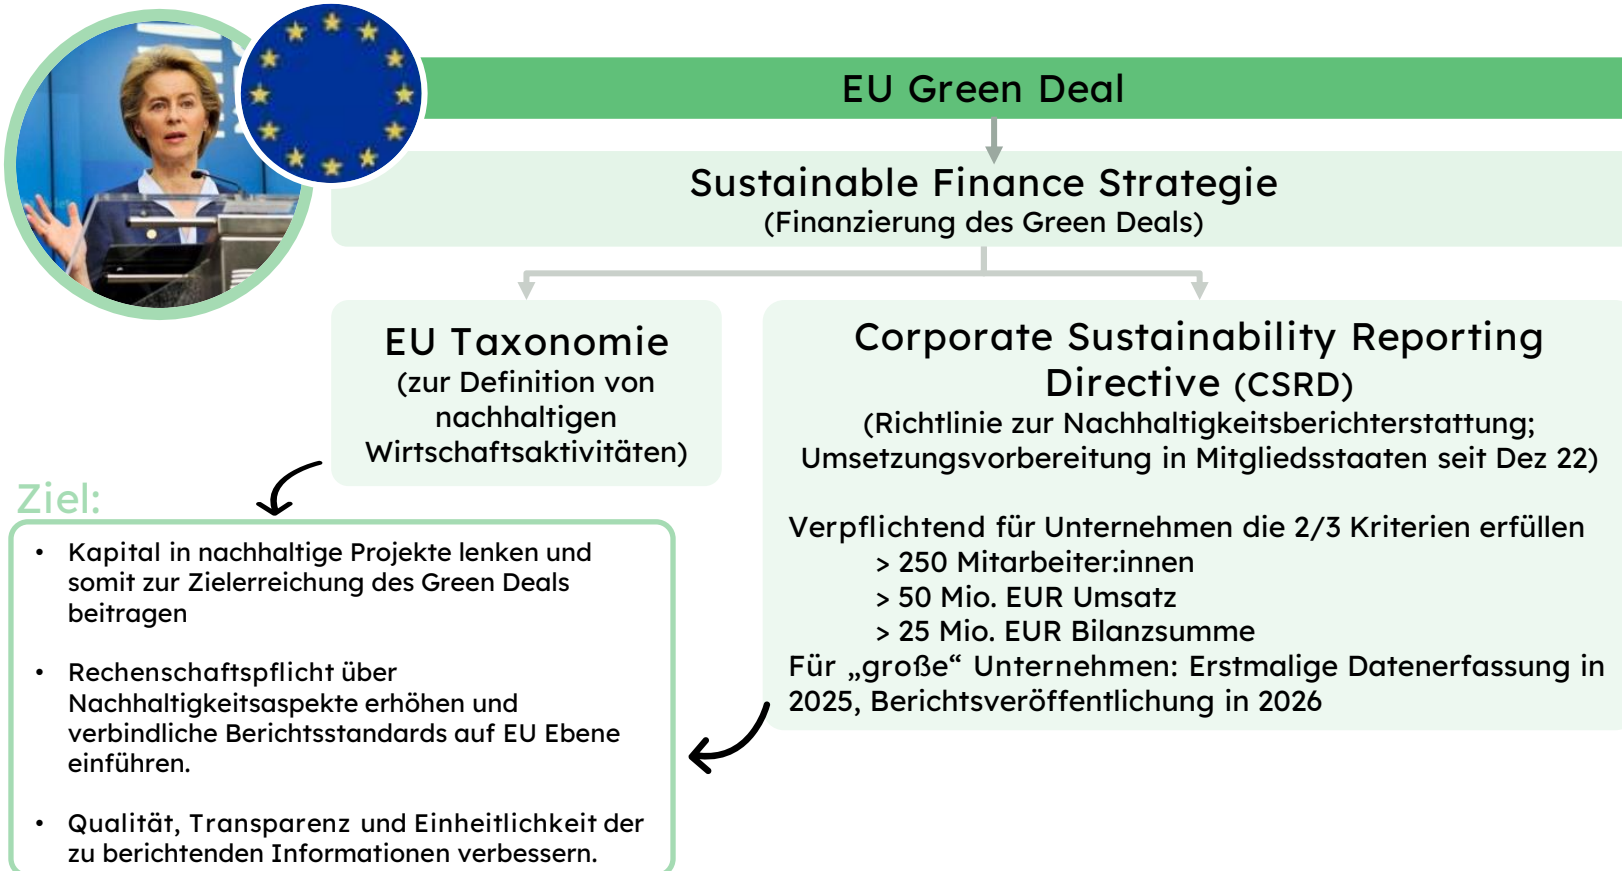 EU Green Deal
Sustainable Finance Strategie
(Finanzierung des Green Deals)
EU Taxonomie
(zur Definition von
nachhaltigen
Wirtschaftsaktivitäten)
Corporate Sustainability Reporting
Directive (CSRD)
(Richtlinie zur Nachhaltigkeitsberichterstattung;
Umsetzungsvorbereitung in Mitgliedsstaaten seit Dez 22)
Verpflichtend für Unternehmen die 2/3 Kriterien erfüllen
> 250 Mitarbeiter:innen
> 50 Mio. EUR Umsatz
> 25 Mio. EUR Bilanzsumme
Für „große“ Unternehmen: Erstmalige Datenerfassung in
2025, Berichtsveröffentlichung in 2026
Ziel:
• Kapital in nachhaltige Projekte lenken und
somit zur Zielerreichung des Green Deals
beitragen
• Rechenschaftspflicht über
Nachhaltigkeitsaspekte erhöhen und
verbindliche Berichtsstandards auf EU Ebene
einführen.
• Qualität, Transparenz und Einheitlichkeit der
zu berichtenden Informationen verbessern.